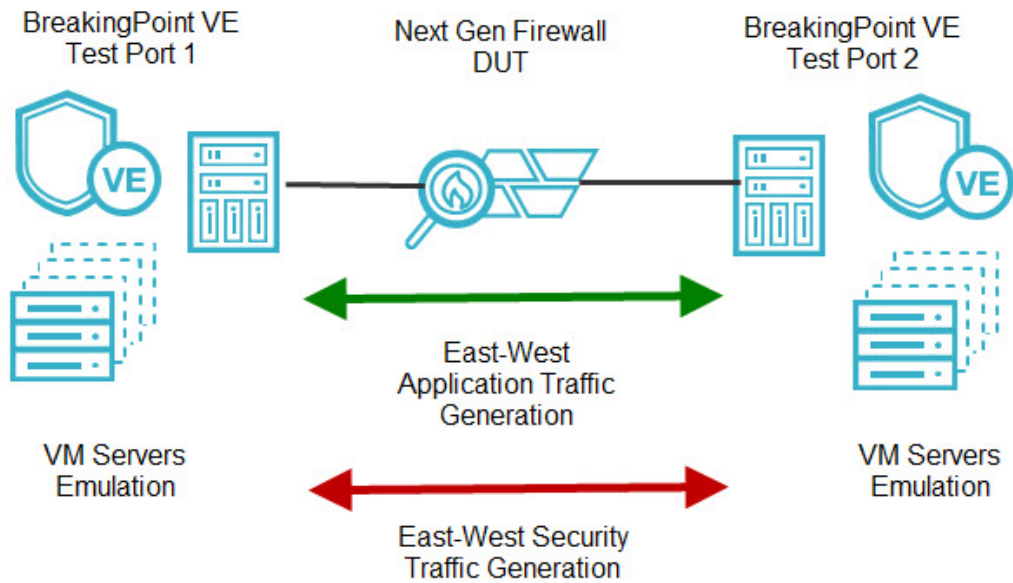 BreakingPoint VE
Test Port 1
Next Gen Firewall
DUT
BreakingPoint VE
Test Port 2
VE
VE
East-West
Application Traffic
Generation
VM Servers
Emulation
VM Servers
Emulation
East-West Security
Traffic Generation